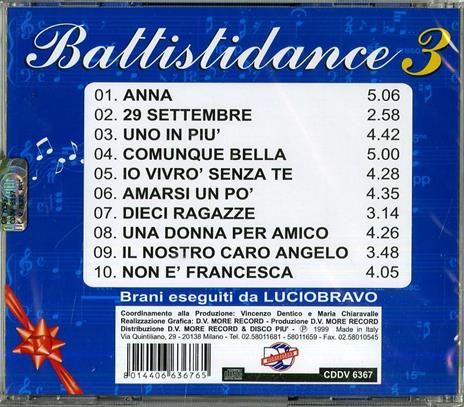 Battistidance 3
01. ANNA 5.06
02. 29 SETTEMBRE 2.58
03. UNO IN PIU' 4.42
04. COMUNQUE BELLA 5.00
05. IO VIVRO' SENZA TE 4.28
06. AMARSI UN PO' 4.35
07. DIECI RAGAZZE 3.14
08. UNA DONNA PER AMICO 4.26
09. IL NOSTRO CARO ANGELO 3.48
10. NON E' FRANCESCA 4.05
Brani eseguiti da LUCIOBRAVO
Coordinamento alla Produzione: Vincenzo Dentico e Maria Chiaravalle
Realizzazione Grafica: D.V. MORE RECORD - Produzione D.V. MORE RECORD
Distribuzione D.V. MORE RECORD & DISCO PIU' - ℗ 1999 Made in Italy
Via Quintiliano, 29 - 20138 Milano - Tel. 02.58011681 - 02.58011659 - Fax. 02.58010545
8014406 636765
CDDV 6367